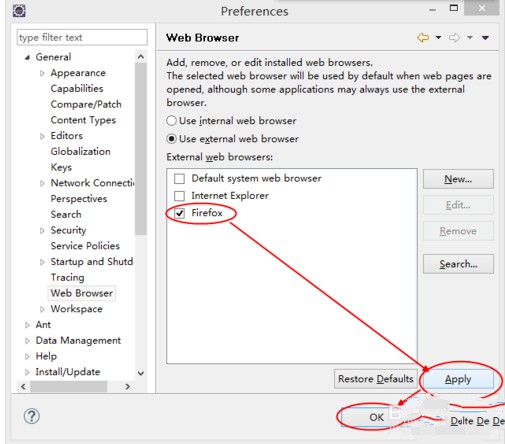 Preferences
type filter text
Web Browser
General
Appearance
Capabilities
Compare/Patch
Content Types
Editors
Globalization
Keys
Network Connecti
Perspectives
Search
Security
Service Policies
Startup and Shutd
Tracing
Web Browser
Workspace
Ant
Data Management
Help
Install/Update
Add, remove, or edit installed web browsers.
The selected web browser will be used by default when web pages are
opened, although some applications may always use the external
browser.
Use internal web browser
Use external web browser
External web browsers:
Default system web browser
Internet Explorer
Firefox
New...
Edit...
Remove
Search...
Restore Defaults
Apply
OK
Dulte De De